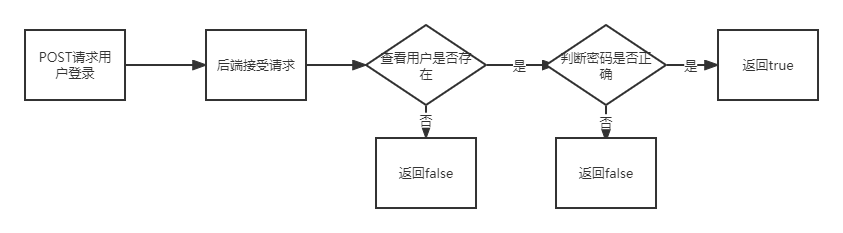 POST请求用
户登录
后端接受请求
查看用户是否存
在
是
判断密码是否正
确
是
返回true
否
否
返回false
返回false